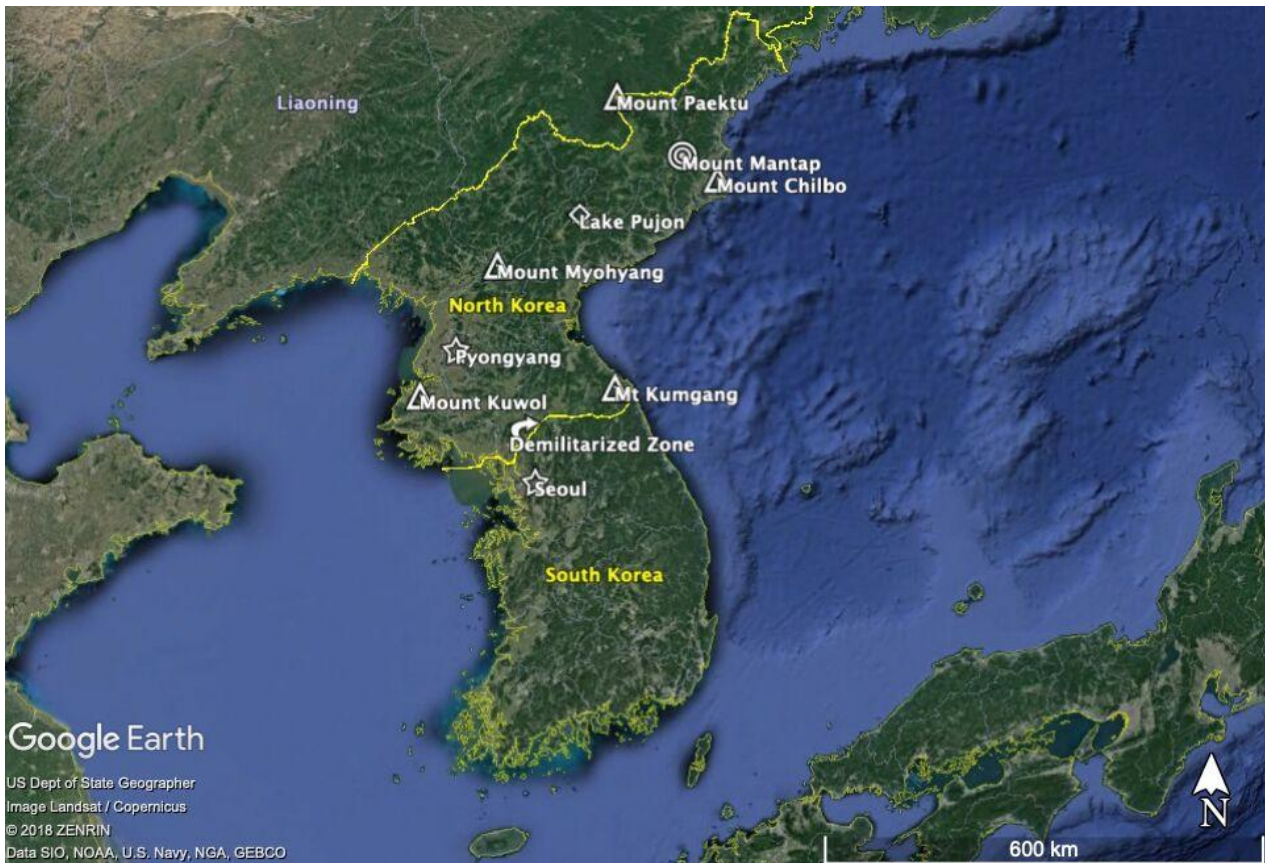 Liaoning
Mount Paektu
Mount Mantap
Mount Chilbo
Lake Pujon
Mount Myohyang
North Korea
Pyongyang
Mount Kuwol
Mt Kumgang
Demilitarized Zone
Seoul
South Korea
Google Earth
US Dept of State Geographer
Image Landsat / Copernicus
© 2018 ZENRIN
Data SIO, NOAA, U.S. Navy, NGA, GEBCO
N
600 km